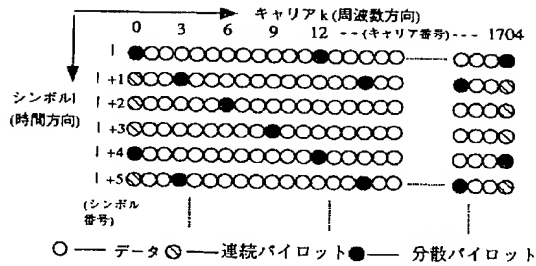 キャリアk(周波数方向)
0 3 6 9 12 --(キャリア番号)--- 1704
l
l +1
シンボルl l +2
(時間方向) l +3
l +4
l +5
(シンボル
番号)
データ 連続パイロット 分散パイロット